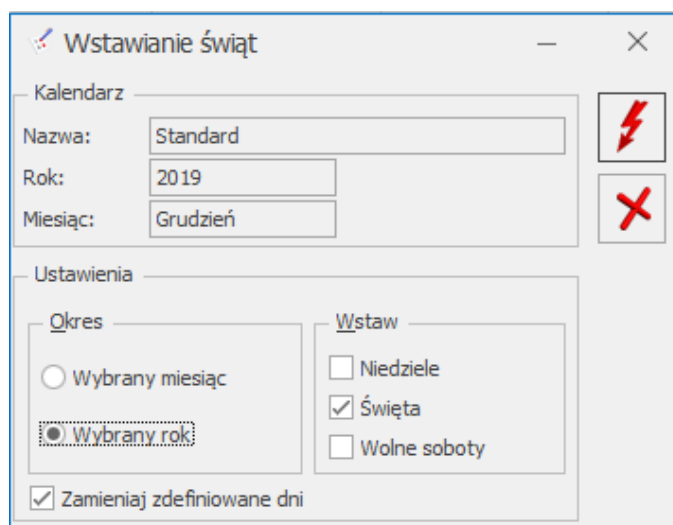 Wstawianie świąt
Kalendarz
Nazwa: Standard
Rok: 2019
Miesiąc: Grudzień
Ustawienia
Okres
Wybrany miesiąc
Wybrany rok
Wstaw
Niedziele
Święta
Wolne soboty
Zamieniaj zdefiniowane dni